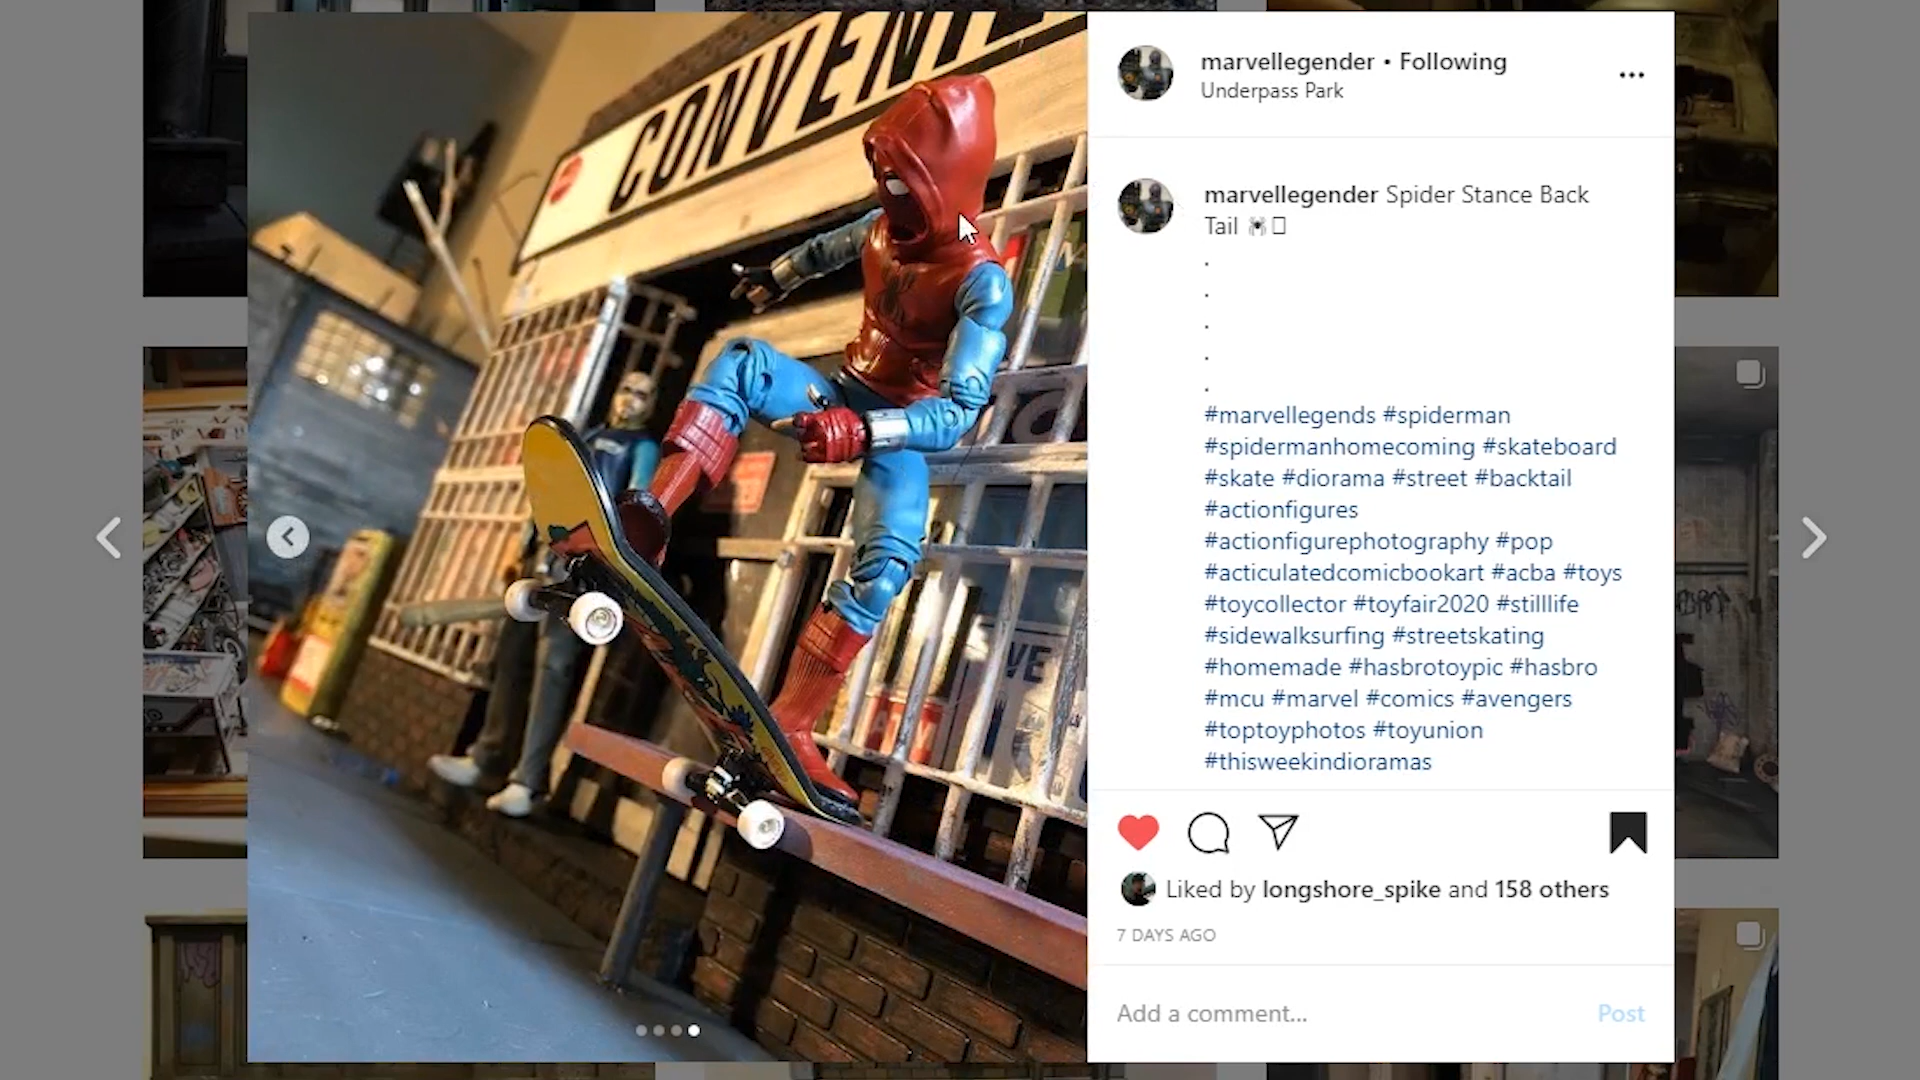 CONVENI
marvellegender • Following
Underpass Park
marvellegender Spider Stance Back
Tail 🕷
.
.
.
.
.
#marvellegends #spiderman
#spidermanhomecoming #skateboard
#skate #diorama #street #backtail
#actionfigures
#actionfigurephotography #pop
#acticulatedcomicbookart #acba #toys
#toycollector #toyfair2020 #stilllife
#sidewalksurfing #streetskating
#homemade #hasbrotoypic #hasbro
#mcu #marvel #comics #avengers
#toptoyphotos #toyunion
#thisweekindioramas
Liked by longshore_spike and 158 others
7 DAYS AGO
Add a comment... Post